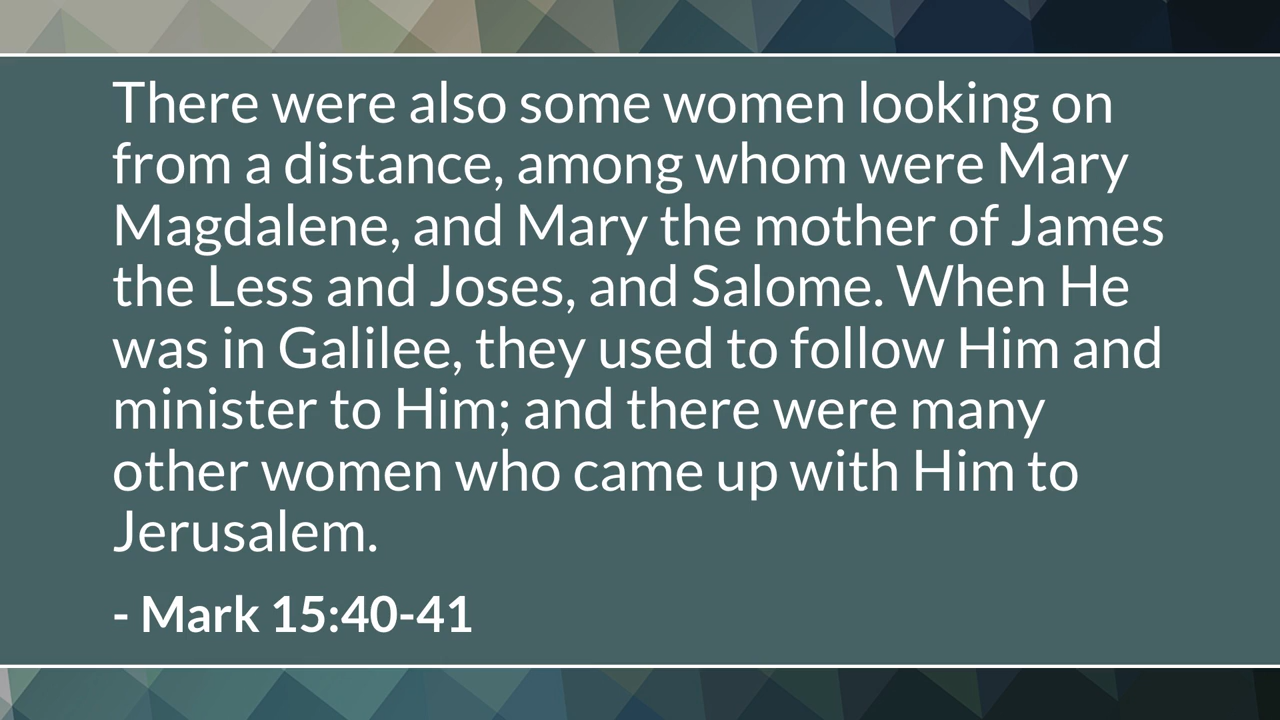 There were also some women looking on
from a distance, among whom were Mary
Magdalene, and Mary the mother of James
the Less and Joses, and Salome. When He
was in Galilee, they used to follow Him and
minister to Him; and there were many
other women who came up with Him to
Jerusalem.
- Mark 15:40-41